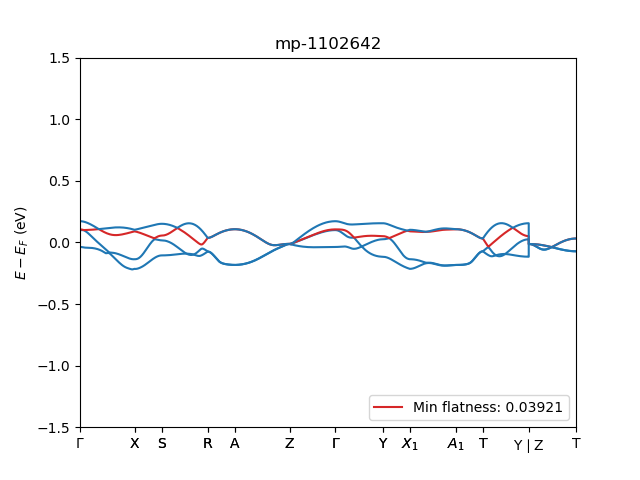 mp-1102642
1.5
1.0
0.5
0.0
−0.5
−1.0
−1.5
E − E_F (eV)
Min flatness: 0.03921
Γ X S R A Z Γ Y X₁ A₁ T Y | Z T